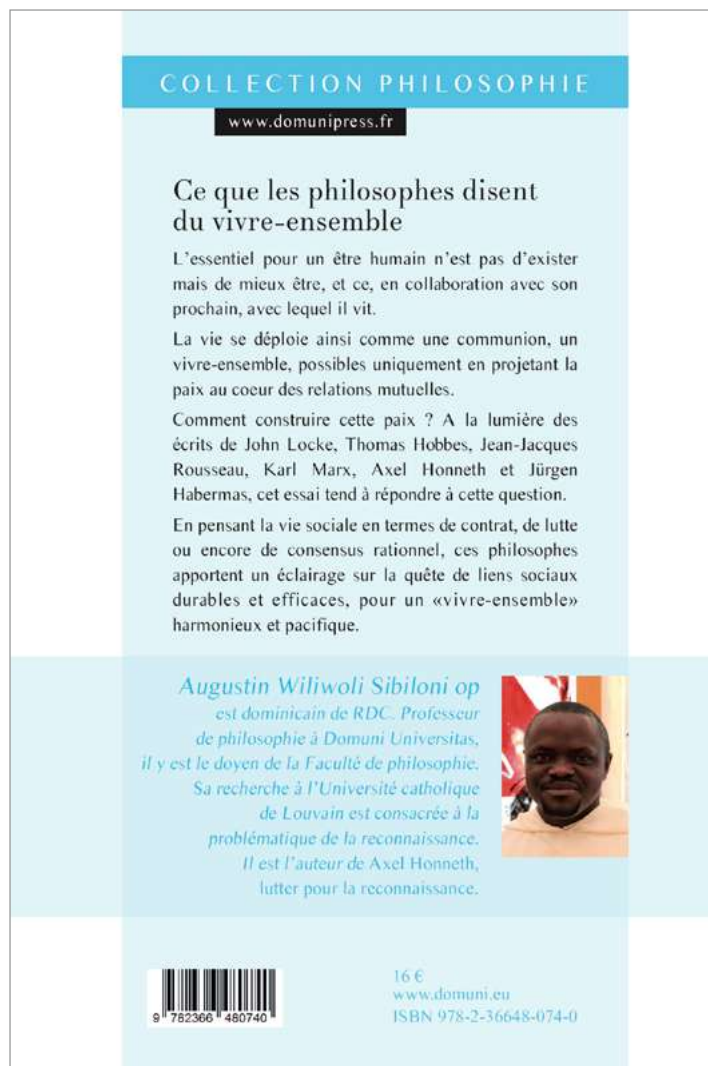 COLLECTION PHILOSOPHIE
www.domunipress.fr
Ce que les philosophes disent
du vivre-ensemble
L'essentiel pour un être humain n'est pas d'exister
mais de mieux être, et ce, en collaboration avec son
prochain, avec lequel il vit.
La vie se déploie ainsi comme une communion, un
vivre-ensemble, possibles uniquement en projetant la
paix au coeur des relations mutuelles.
Comment construire cette paix ? A la lumière des
écrits de John Locke, Thomas Hobbes, Jean-Jacques
Rousseau, Karl Marx, Axel Honneth et Jürgen
Habermas, cet essai tend à répondre à cette question.
En pensant la vie sociale en termes de contrat, de lutte
ou encore de consensus rationnel, ces philosophes
apportent un éclairage sur la quête de liens sociaux
durables et efficaces, pour un «vivre-ensemble»
harmonieux et pacifique.
Augustin Wiliwoli Sibiloni op
est dominicain de RDC. Professeur
de philosophie à Domuni Universitas,
il y est le doyen de la Faculté de philosophie.
Sa recherche à l'Université catholique
de Louvain est consacrée à la
problématique de la reconnaissance.
Il est l'auteur de Axel Honneth,
lutter pour la reconnaissance.
9 782366 480740
16 €
www.domuni.eu
ISBN 978-2-36648-074-0